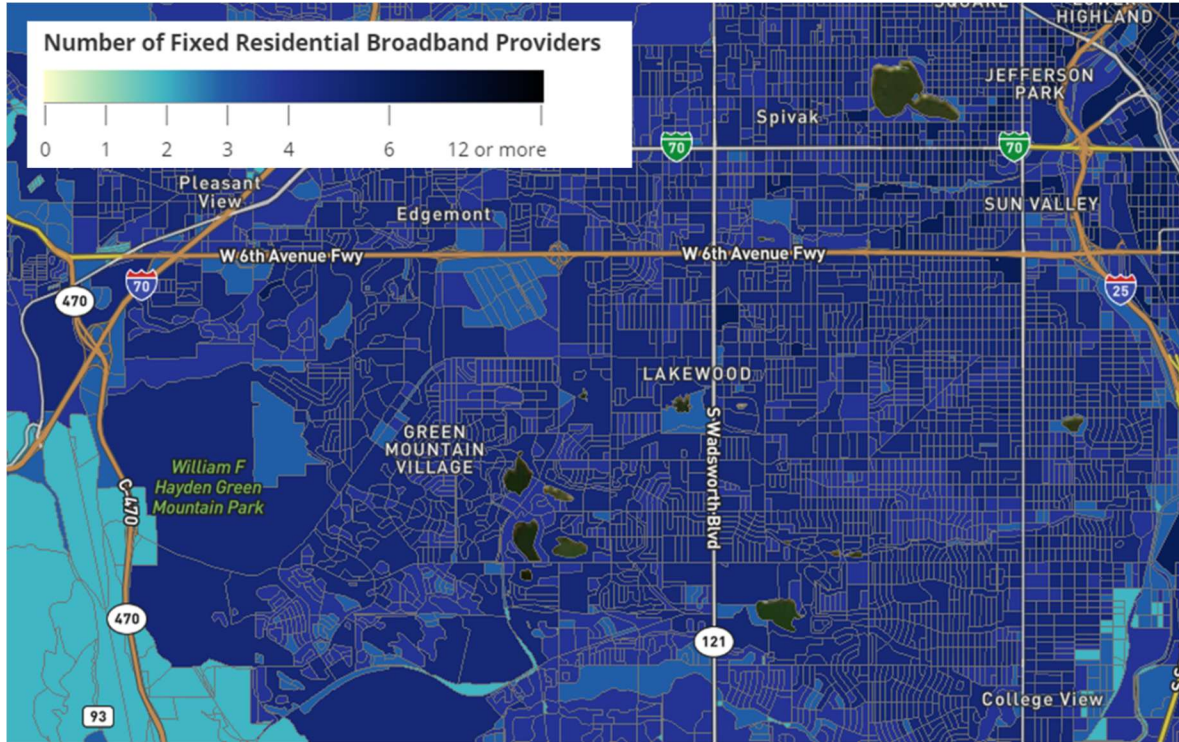 SQUARE
HIGHLAND
Number of Fixed Residential Broadband Providers
0 1 2 3 4 6 12 or more
JEFFERSON
PARK
Spivak
70
70
Pleasant
View
Edgemont
SUN VALLEY
W 6th Avenue Fwy
W 6th Avenue Fwy
70
470
25
LAKEWOOD
GREEN
MOUNTAIN
VILLAGE
S Wadsworth Blvd
William F
Hayden Green
Mountain Park
C-470
470
121
College View
93